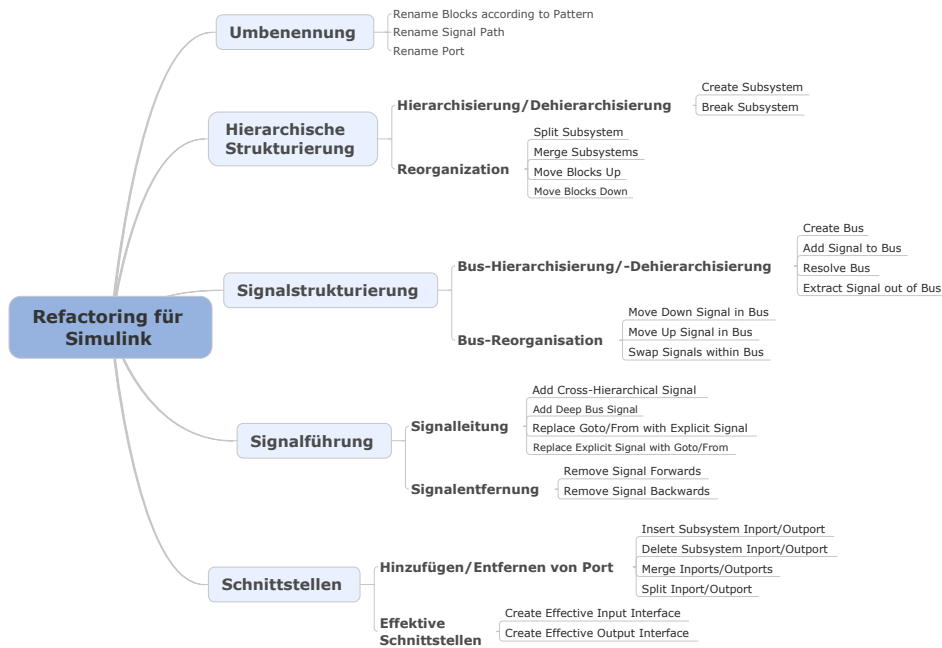 Refactoring für
Simulink
Umbenennung
Rename Blocks according to Pattern
Rename Signal Path
Rename Port
Hierarchische
Strukturierung
Hierarchisierung/Dehierarchisierung
Create Subsystem
Break Subsystem
Reorganization
Split Subsystem
Merge Subsystems
Move Blocks Up
Move Blocks Down
Signalstrukturierung
Bus-Hierarchisierung/-Dehierarchisierung
Create Bus
Add Signal to Bus
Resolve Bus
Extract Signal out of Bus
Bus-Reorganisation
Move Down Signal in Bus
Move Up Signal in Bus
Swap Signals within Bus
Signalführung
Signalleitung
Add Cross-Hierarchical Signal
Add Deep Bus Signal
Replace Goto/From with Explicit Signal
Replace Explicit Signal with Goto/From
Signalentfernung
Remove Signal Forwards
Remove Signal Backwards
Schnittstellen
Hinzufügen/Entfernen von Port
Insert Subsystem Inport/Outport
Delete Subsystem Inport/Outport
Merge Inports/Outports
Split Inport/Outport
Effektive
Schnittstellen
Create Effective Input Interface
Create Effective Output Interface